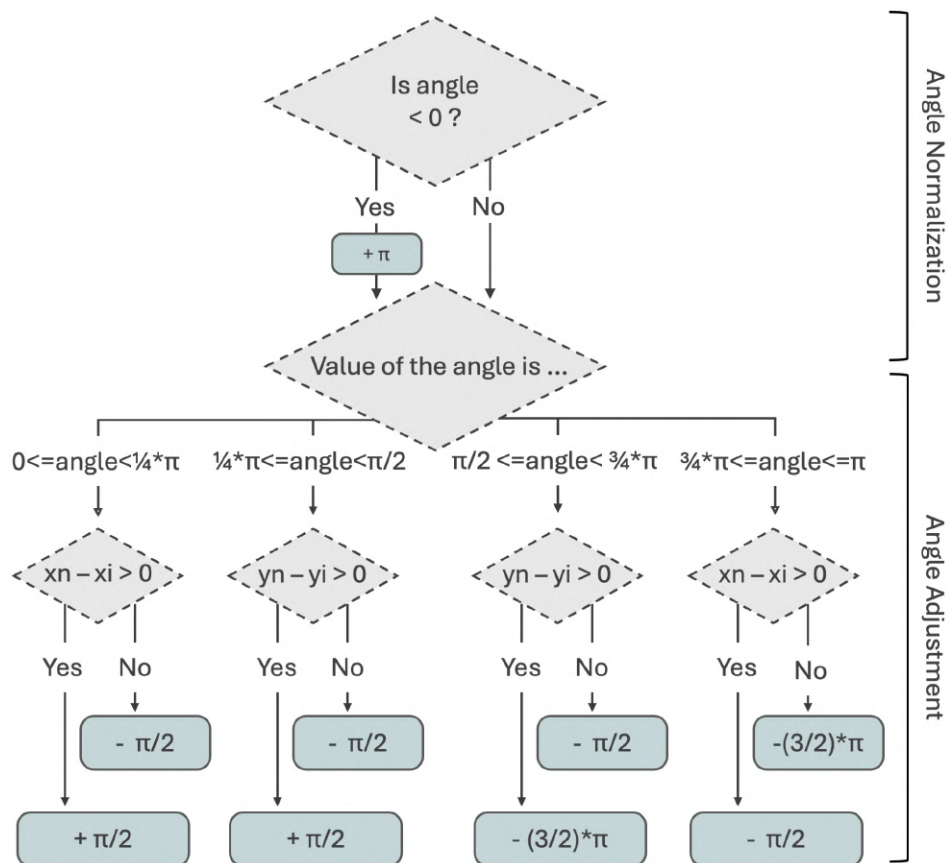 Is angle
< 0 ?
Yes
No
+ π
Angle Normalization
Value of the angle is ...
0<=angle<¼*π
¼*π<=angle<π/2
π/2 <=angle< ¾*π
¾*π<=angle<=π
xn – xi > 0
yn – yi > 0
yn – yi > 0
xn – xi > 0
Yes
No
Yes
No
Yes
No
Yes
No
- π/2
- π/2
- π/2
-(3/2)*π
+ π/2
+ π/2
- (3/2)*π
- π/2
Angle Adjustment